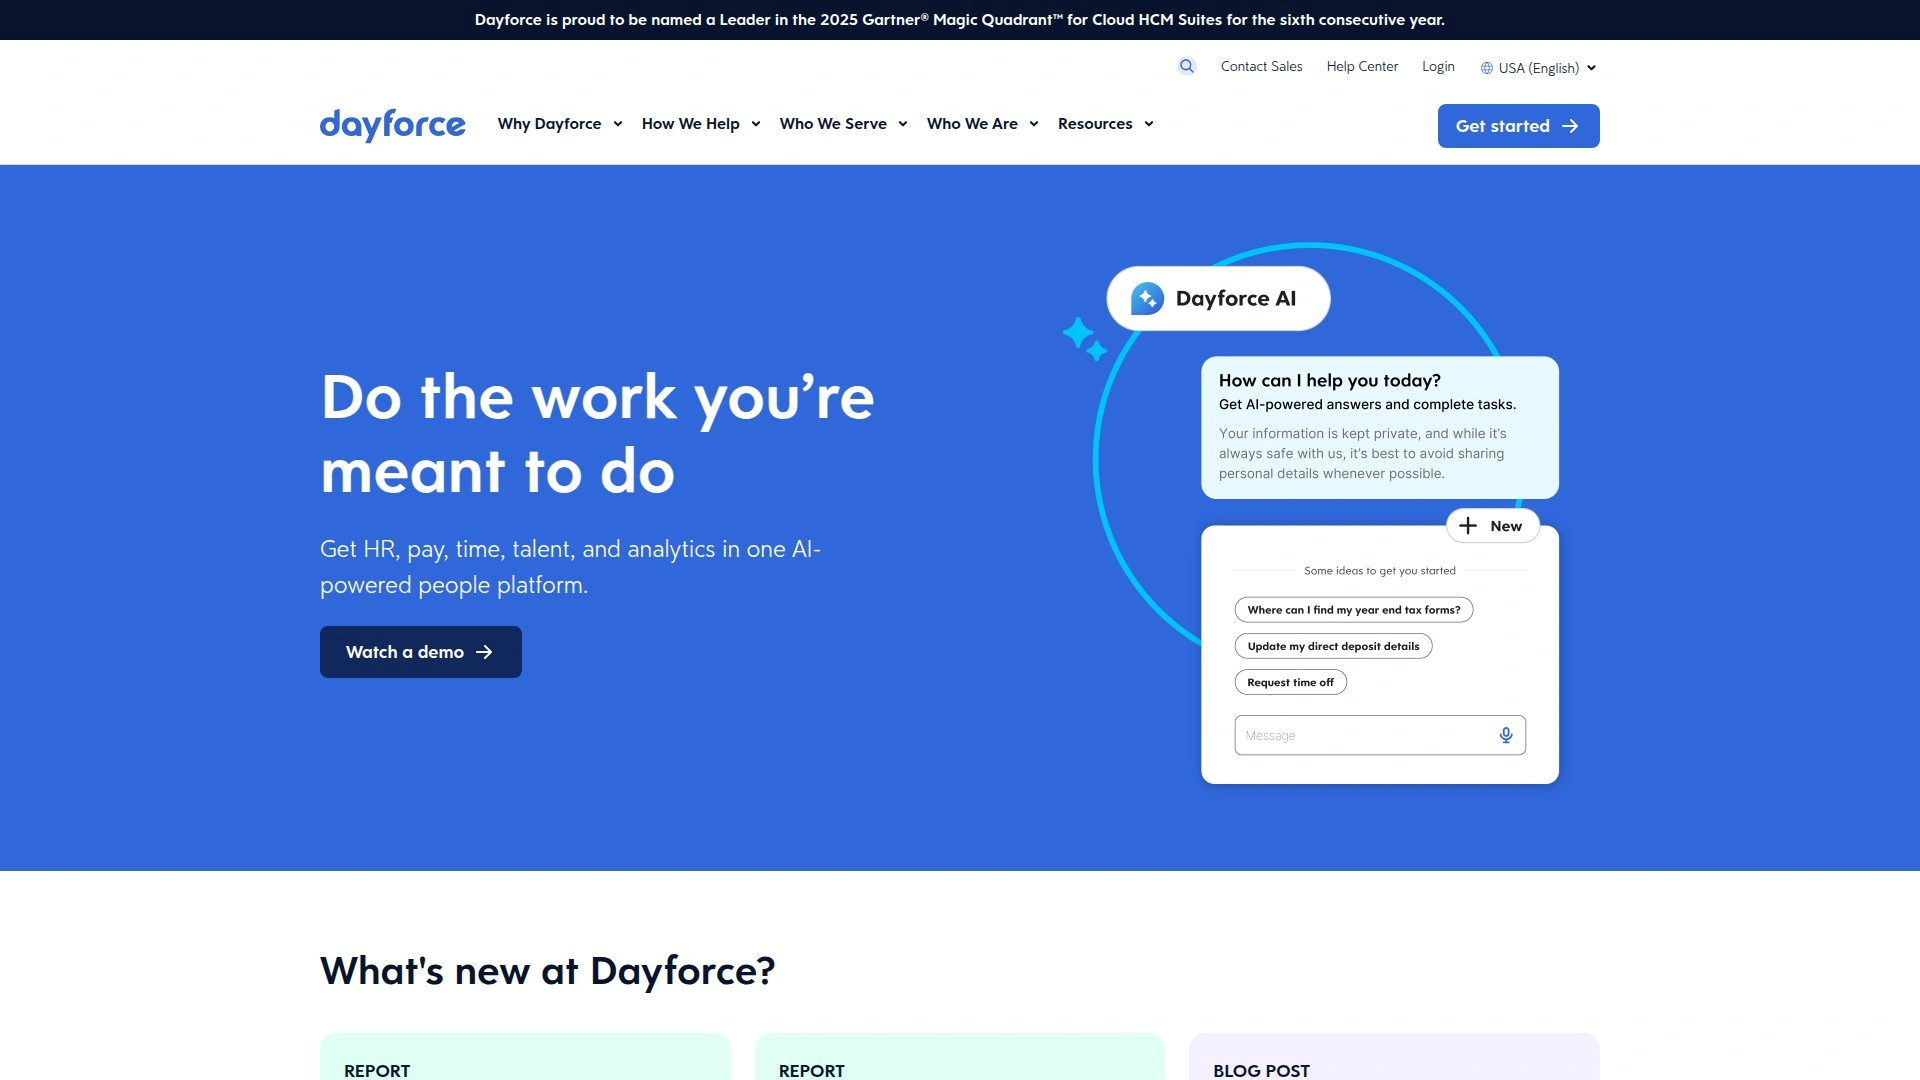 Dayforce is proud to be named a Leader in the 2025 Gartner® Magic Quadrant™ for Cloud HCM Suites for the sixth consecutive year.
Contact Sales
Help Center
Login
USA (English)
dayforce
Why Dayforce
How We Help
Who We Serve
Who We Are
Resources
Get started
Do the work you’re
meant to do
Get HR, pay, time, talent, and analytics in one AI-
powered people platform.
Watch a demo
Dayforce AI
How can I help you today?
Get AI-powered answers and complete tasks.
Your information is kept private, and while it’s
always safe with us, it’s best to avoid sharing
personal details whenever possible.
New
Some ideas to get you started
Where can I find my year end tax forms?
Update my direct deposit details
Request time off
Message
What's new at Dayforce?
REPORT
REPORT
BLOG POST